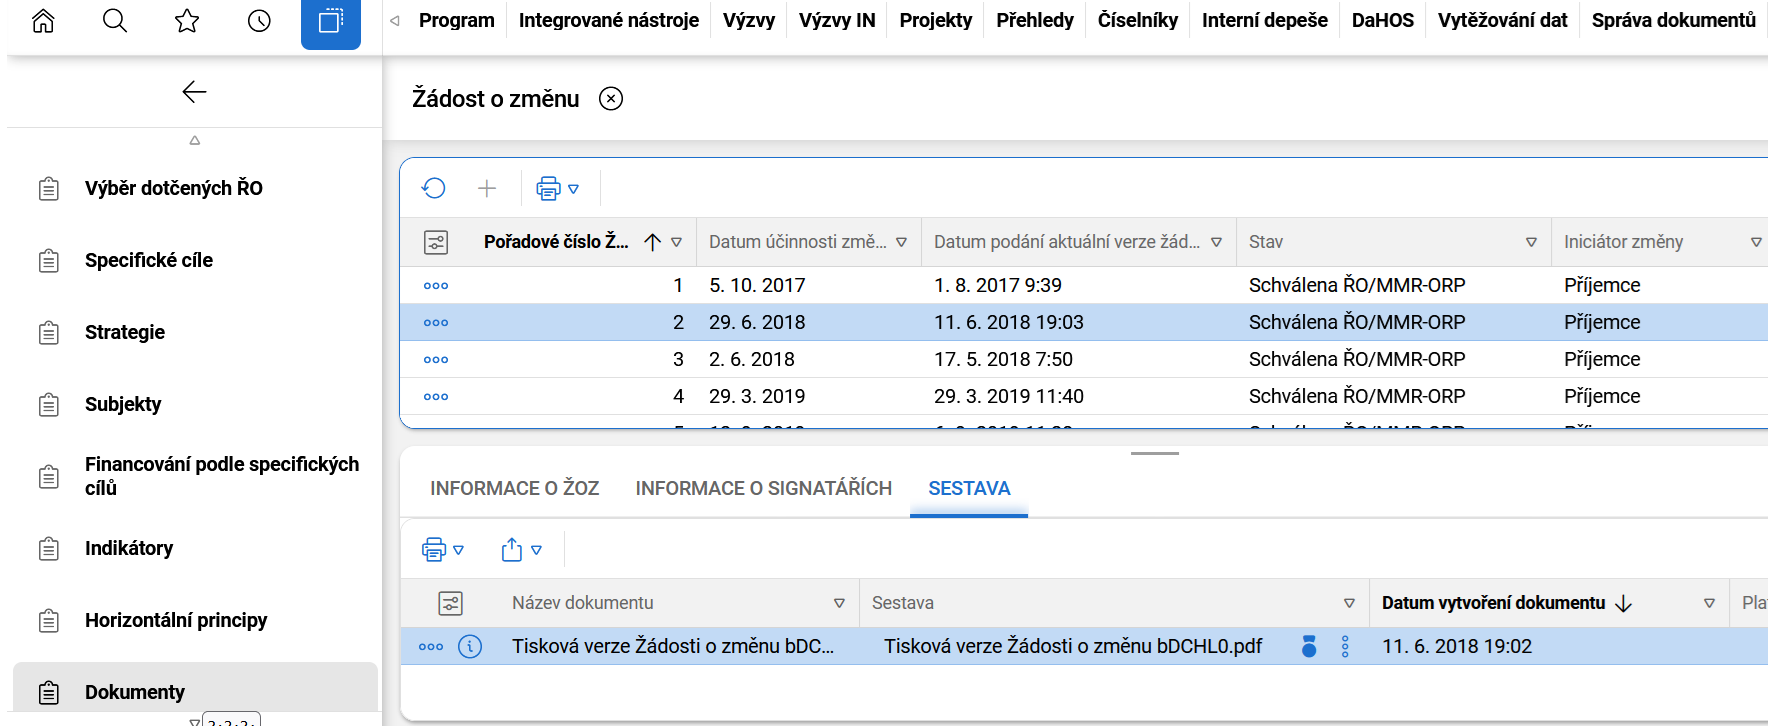 Program Integrované nástroje Výzvy Výzvy IN Projekty Přehledy Číselníky Interní depeše DaHOS Vytěžování dat Správa dokumentů
Žádost o změnu
Výběr dotčených ŘO
Specifické cíle
Strategie
Subjekty
Financování podle specifických
cílů
Indikátory
Horizontální principy
Dokumenty
Pořadové číslo Ž... Datum účinnosti změ... Datum podání aktuální verze žád... Stav Iniciátor změny
1 5. 10. 2017 1. 8. 2017 9:39 Schválena ŘO/MMR-ORP Příjemce
2 29. 6. 2018 11. 6. 2018 19:03 Schválena ŘO/MMR-ORP Příjemce
3 2. 6. 2018 17. 5. 2018 7:50 Schválena ŘO/MMR-ORP Příjemce
4 29. 3. 2019 29. 3. 2019 11:40 Schválena ŘO/MMR-ORP Příjemce
INFORMACE O ŽOZ INFORMACE O SIGNATÁŘÍCH SESTAVA
Název dokumentu Sestava Datum vytvoření dokumentu
Tisková verze Žádosti o změnu bDC... Tisková verze Žádosti o změnu bDCHL0.pdf 11. 6. 2018 19:02